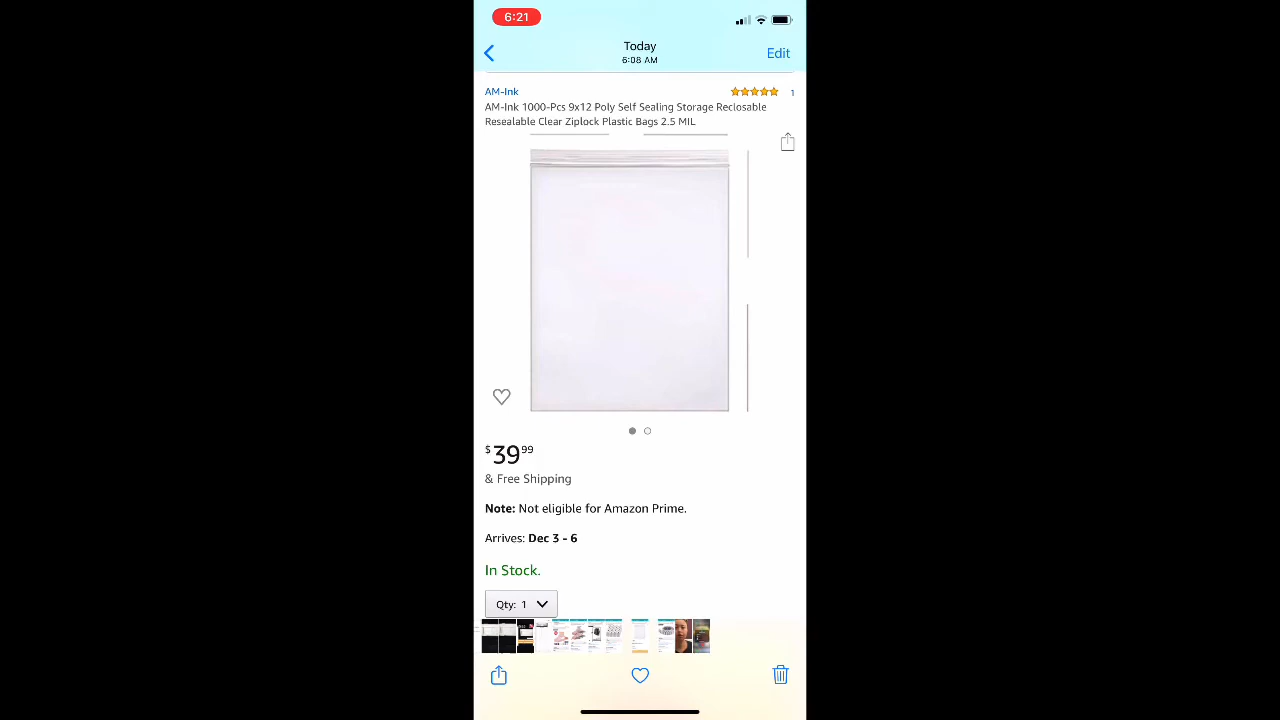 6:21
Today
6:08 AM
Edit
AM-Ink
1
AM-Ink 1000-Pcs 9x12 Poly Self Sealing Storage Reclosable
Resealable Clear Ziplock Plastic Bags 2.5 MIL
$39 99
& Free Shipping
Note: Not eligible for Amazon Prime.
Arrives: Dec 3 - 6
In Stock.
Qty: 1